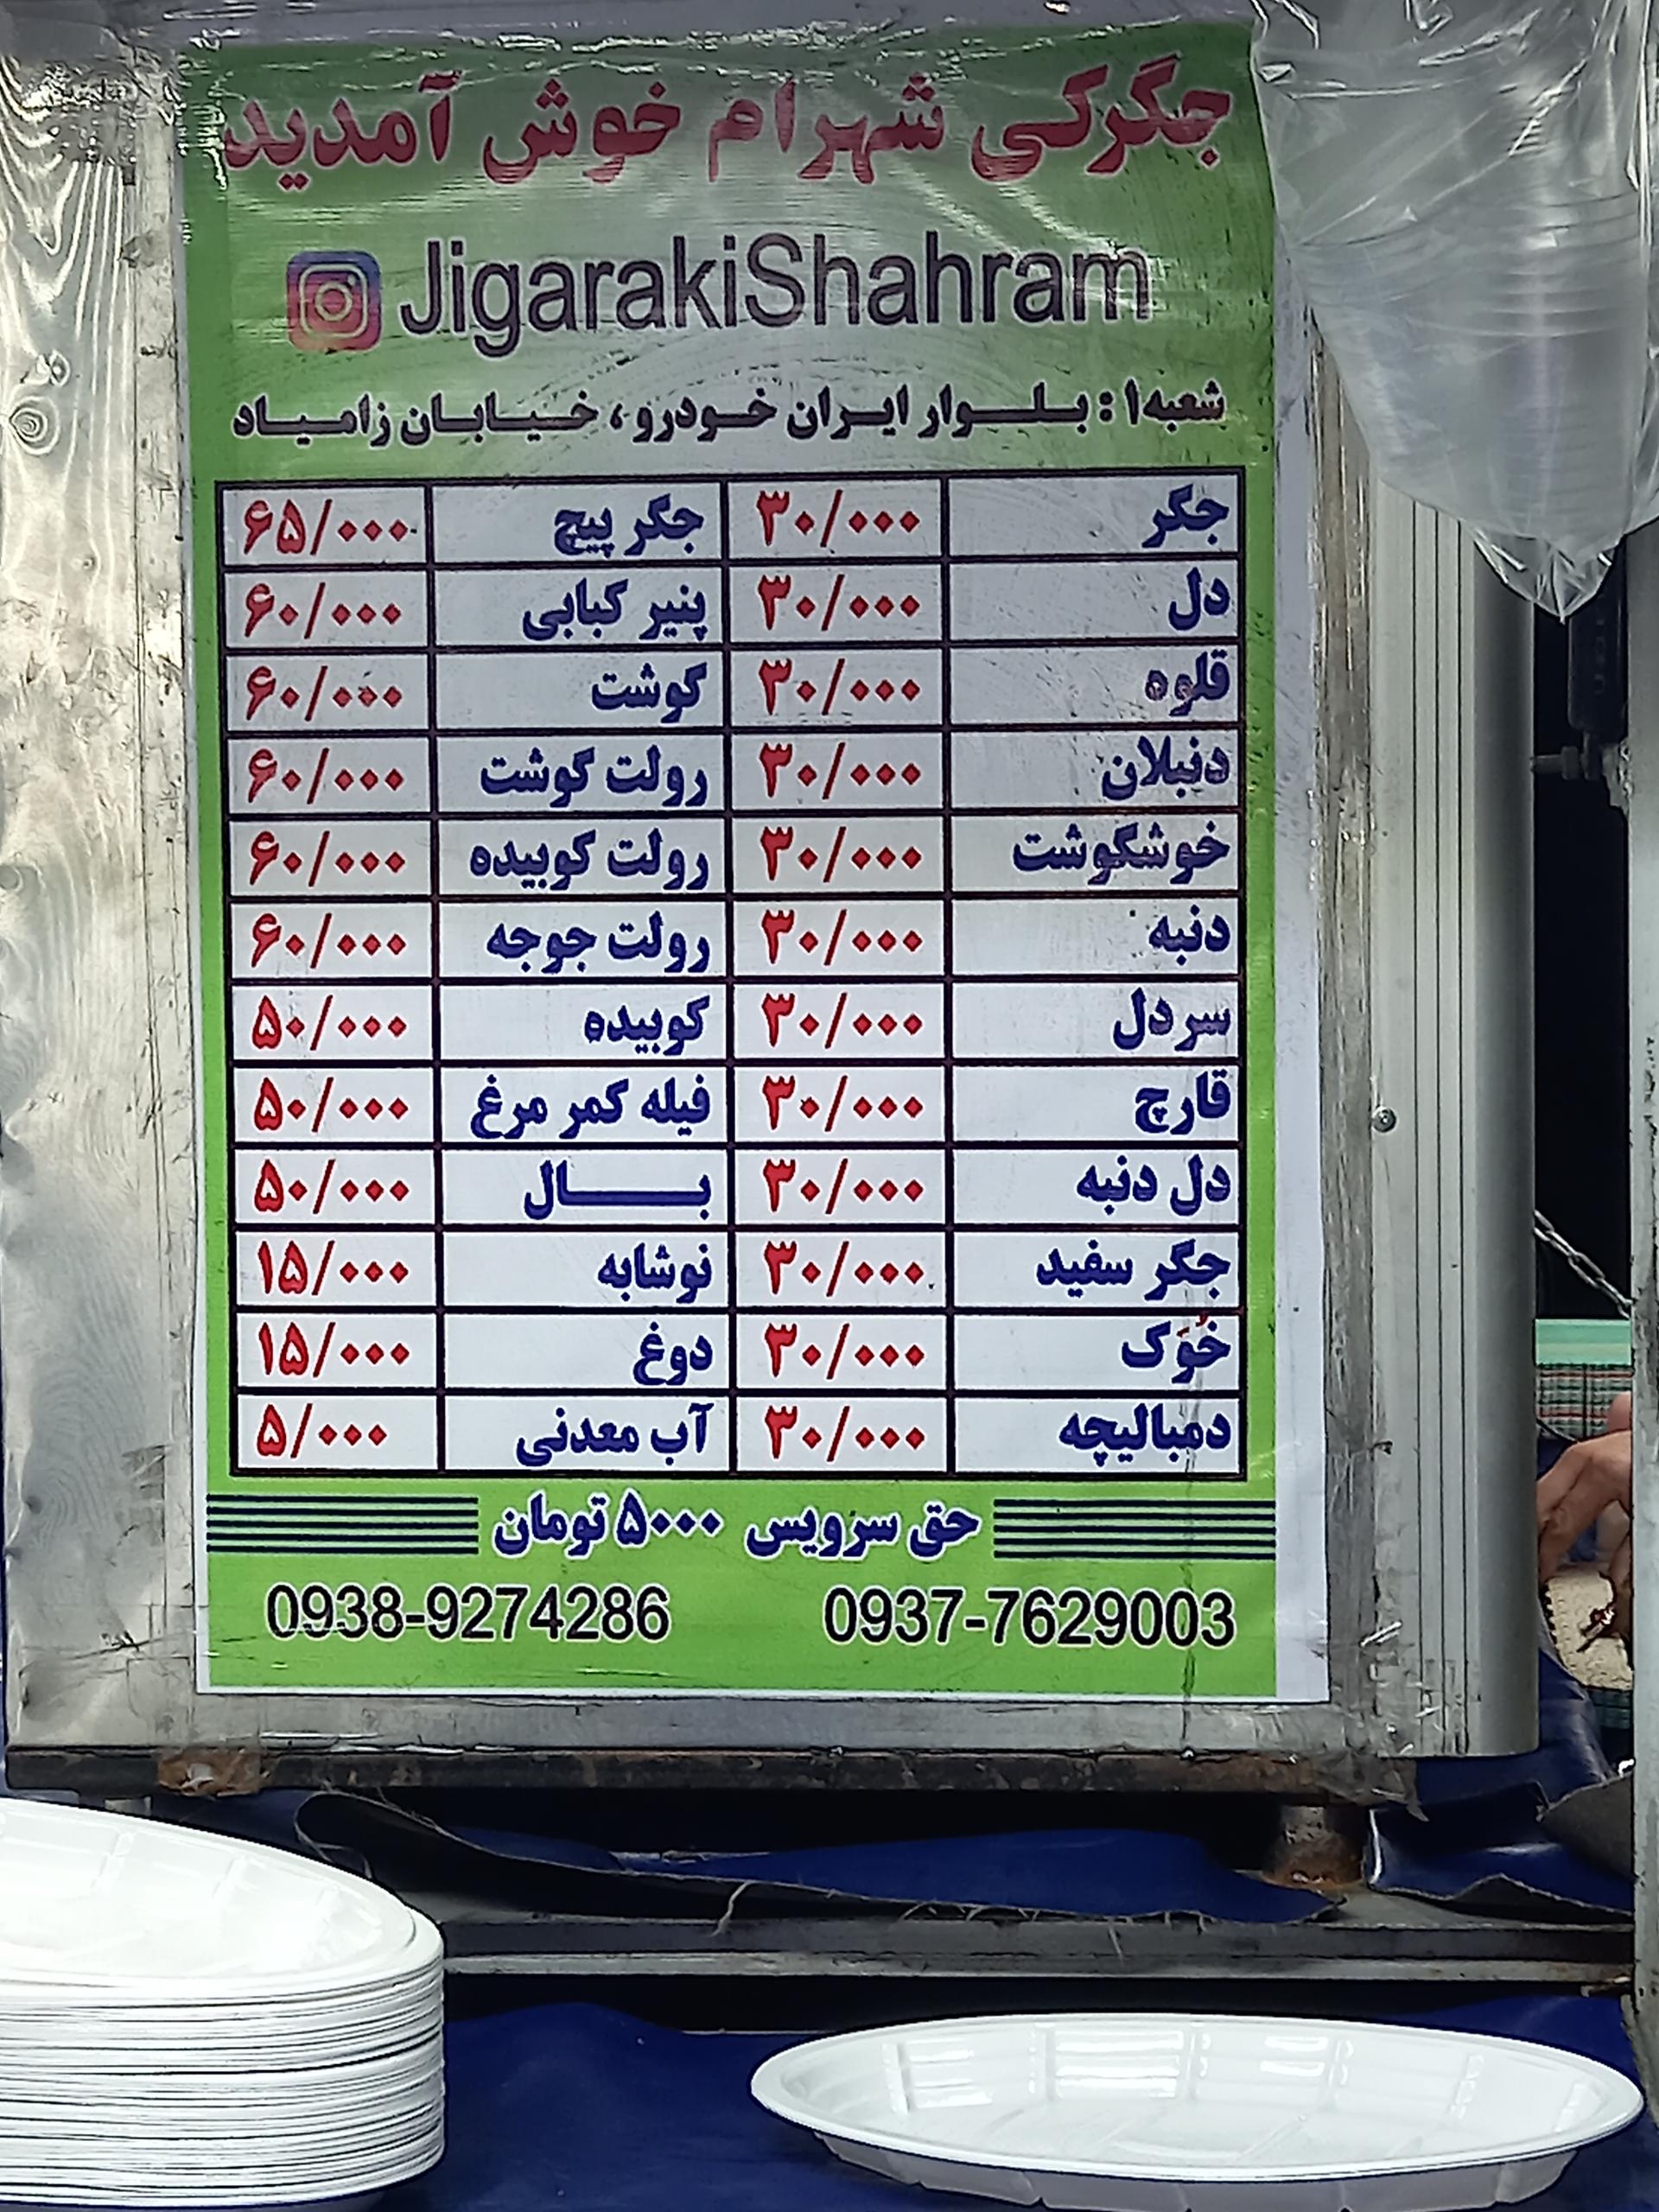 جگرکی شهرام خوش آمدید
JigarakiShahram
شعبه ۱ : بلوار ایران خودرو ، خیابان زامیاد
جگر ۳۰/۰۰۰ جگر پیچ ۶۵/۰۰۰
دل ۳۰/۰۰۰ پنیر کبابی ۶۰/۰۰۰
قلوه ۳۰/۰۰۰ گوشت ۶۰/۰۰۰
دنبلان ۳۰/۰۰۰ رولت گوشت ۶۰/۰۰۰
خوشگوشت ۳۰/۰۰۰ رولت کوبیده ۶۰/۰۰۰
دنبه ۳۰/۰۰۰ رولت جوجه ۶۰/۰۰۰
سردل ۳۰/۰۰۰ کوبیده ۵۰/۰۰۰
قارچ ۳۰/۰۰۰ فیله کمر مرغ ۵۰/۰۰۰
دل دنبه ۳۰/۰۰۰ بال ۵۰/۰۰۰
جگر سفید ۳۰/۰۰۰ نوشابه ۱۵/۰۰۰
خُوَک ۳۰/۰۰۰ دوغ ۱۵/۰۰۰
دمبالیچه ۳۰/۰۰۰ آب معدنی ۵/۰۰۰
حق سرویس ۵۰۰۰ تومان
0938-9274286 0937-7629003